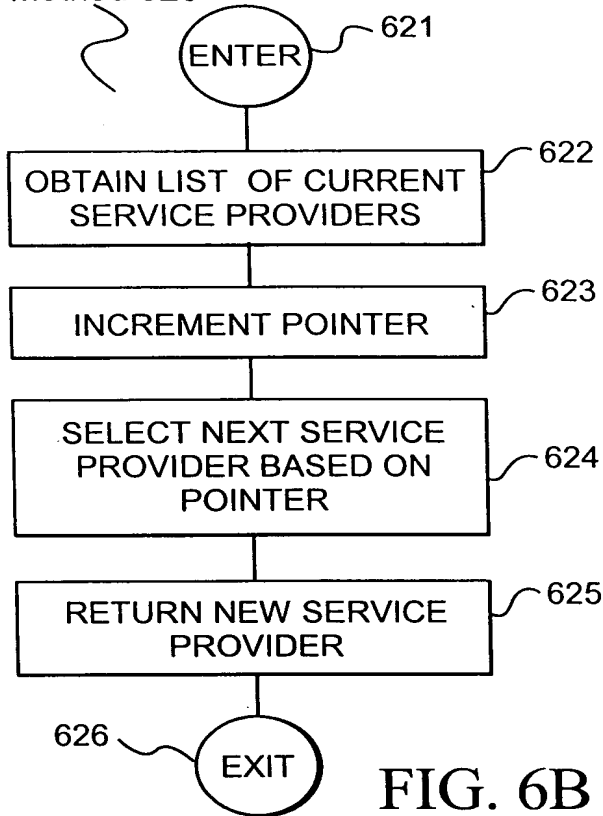 ENTER
621
OBTAIN LIST OF CURRENT
SERVICE PROVIDERS
622
INCREMENT POINTER
623
SELECT NEXT SERVICE
PROVIDER BASED ON
POINTER
624
RETURN NEW SERVICE
PROVIDER
625
626
EXIT
FIG. 6B